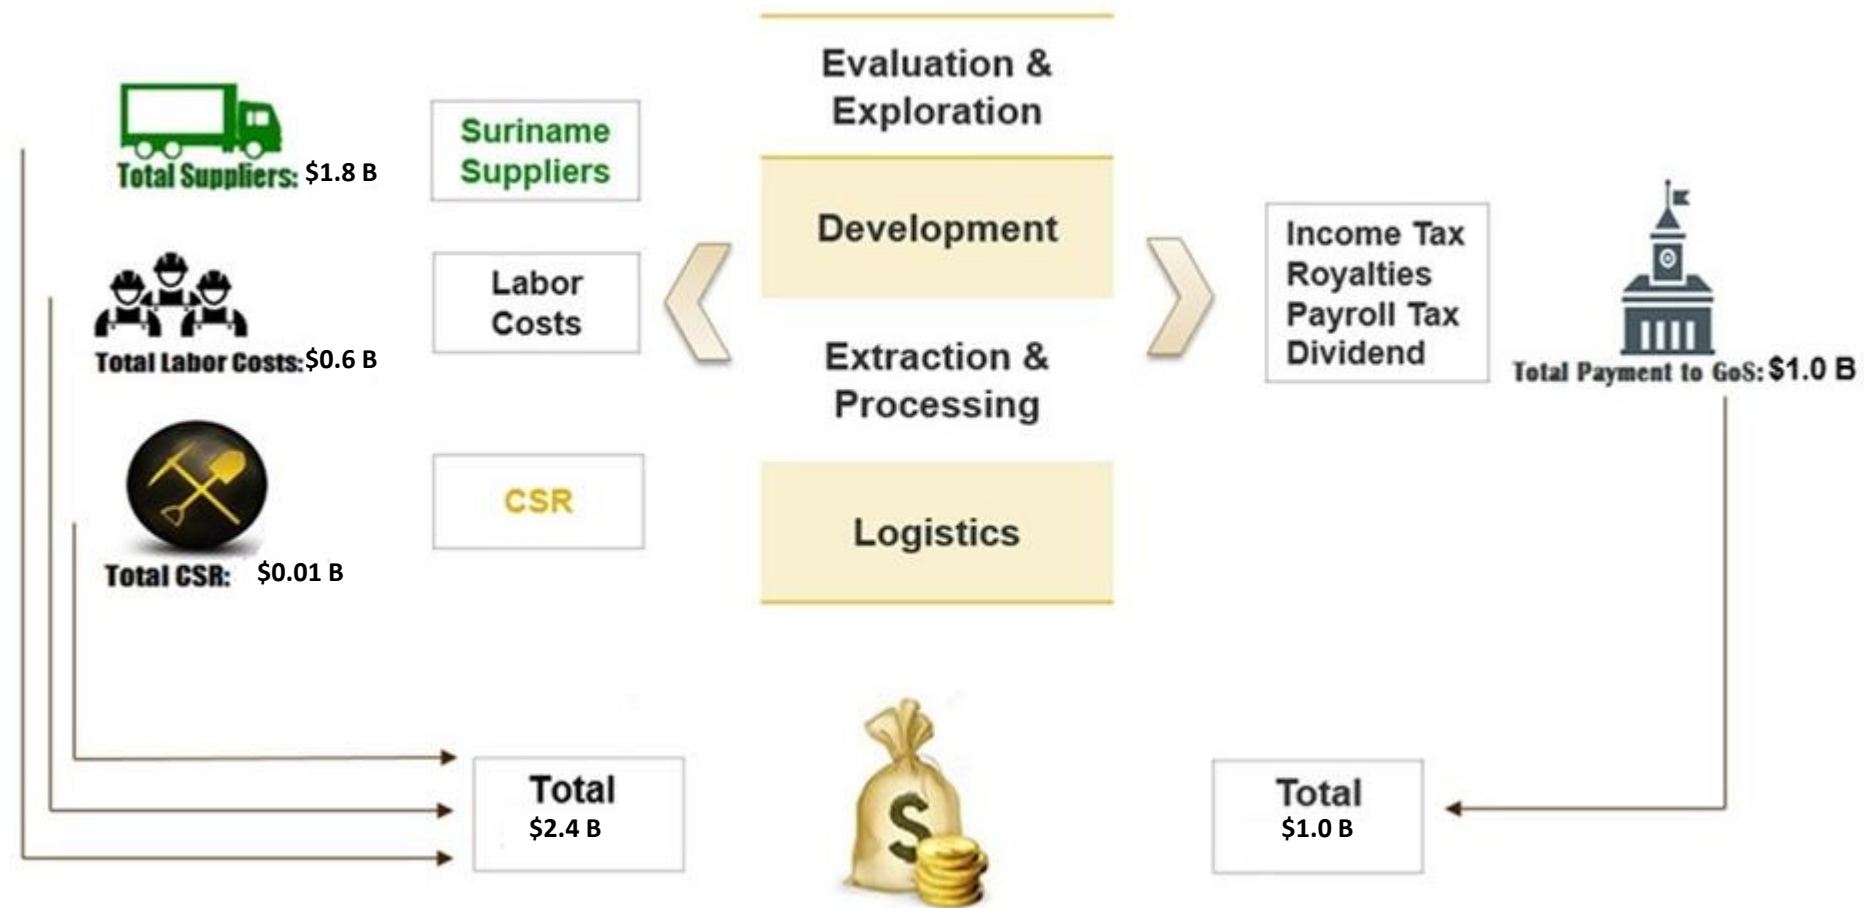 Evaluation &
Exploration
Total Suppliers: $1.8 B
Suriname
Suppliers
Development
Income Tax
Royalties
Payroll Tax
Dividend
Total Payment to GoS: $1.0 B
Labor
Costs
Total Labor Costs: $0.6 B
Extraction &
Processing
CSR
Total CSR: $0.01 B
Logistics
Total
$2.4 B
$
Total
$1.0 B